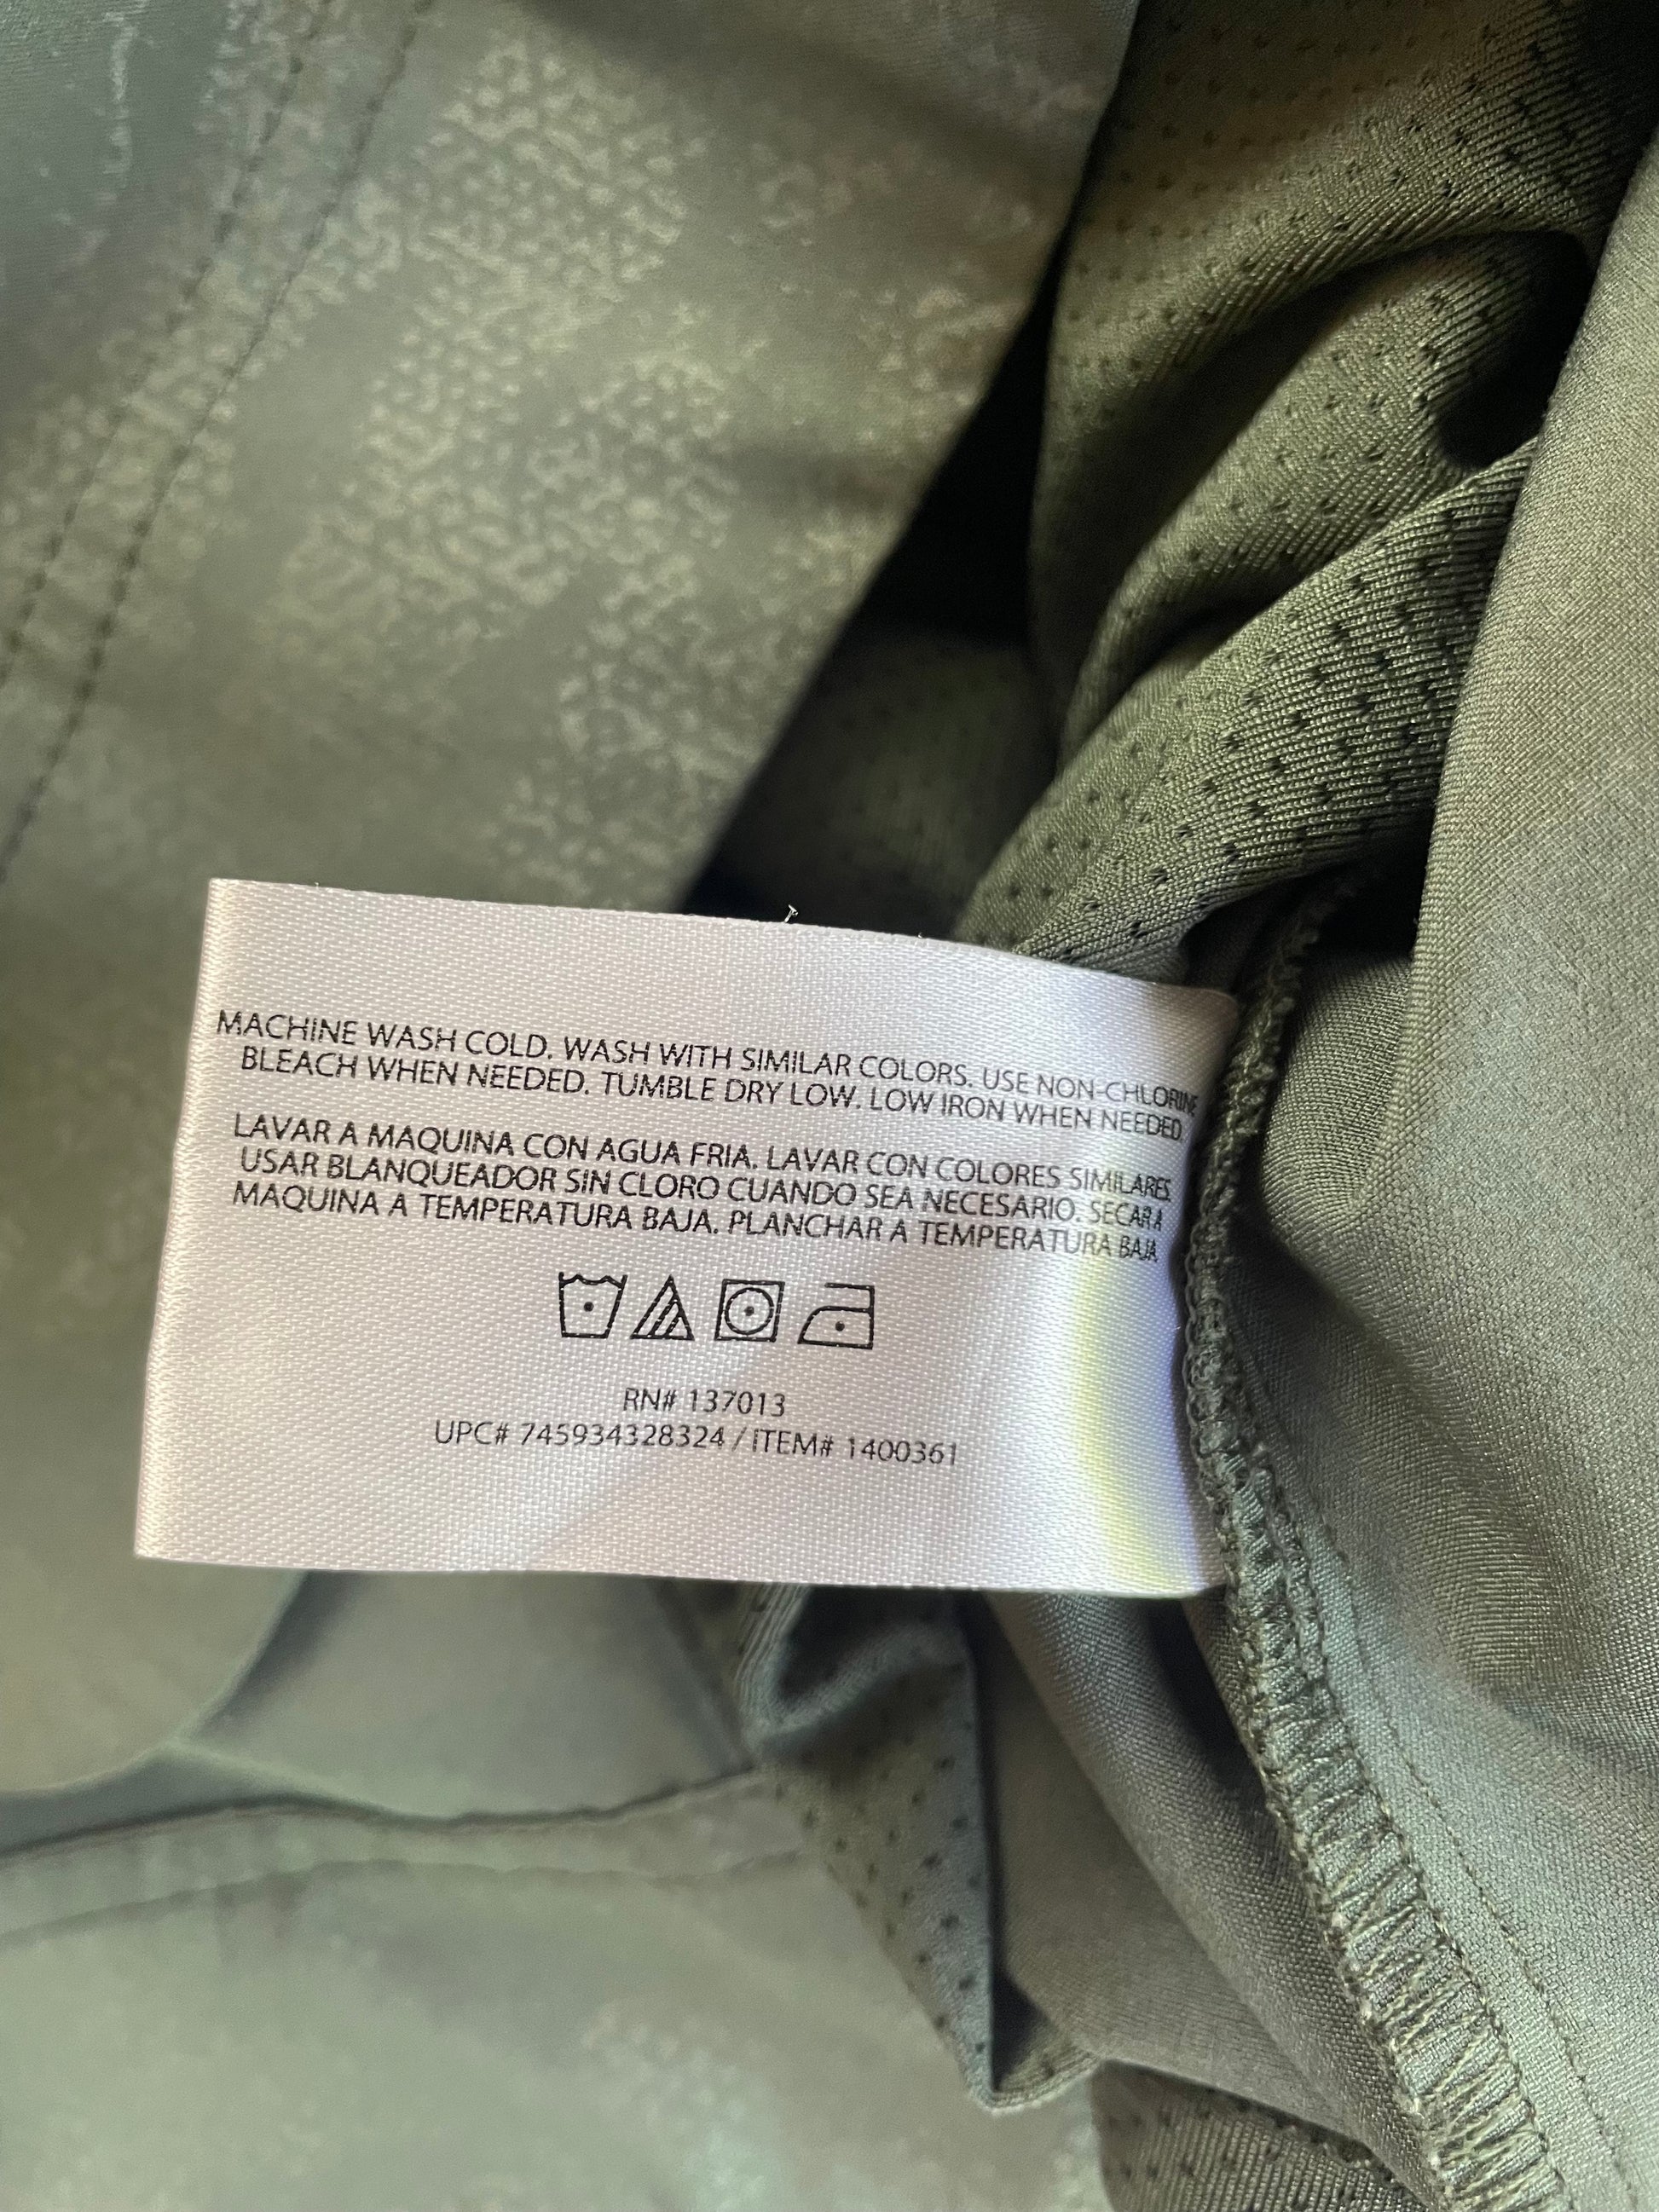 MACHINE WASH COLD. WASH WITH SIMILAR COLORS. USE NON-CHLORINE
BLEACH WHEN NEEDED. TUMBLE DRY LOW. LOW IRON WHEN NEEDED.
LAVAR A MAQUINA CON AGUA FRIA. LAVAR CON COLORES SIMILARES.
USAR BLANQUEADOR SIN CLORO CUANDO SEA NECESARIO. SECAR A
MAQUINA A TEMPERATURA BAJA. PLANCHAR A TEMPERATURA BAJA
RN# 137013
UPC# 745934328324 / ITEM# 1400361